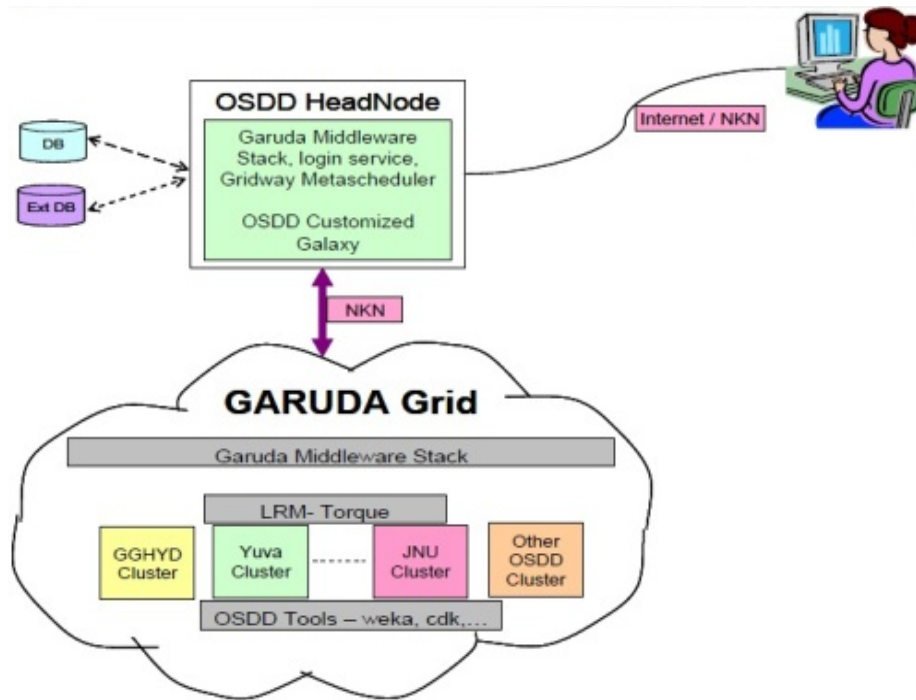 OSDD HeadNode
Garuda Middleware
Stack, login service,
Gridway Metascheduler
OSDD Customized
Galaxy
DB
Ext DB
Internet / NKN
NKN
GARUDA Grid
Garuda Middleware Stack
LRM- Torque
GGHYD
Cluster
Yuva
Cluster
JNU
Cluster
Other
OSDD
Cluster
OSDD Tools – weka, cdk,...